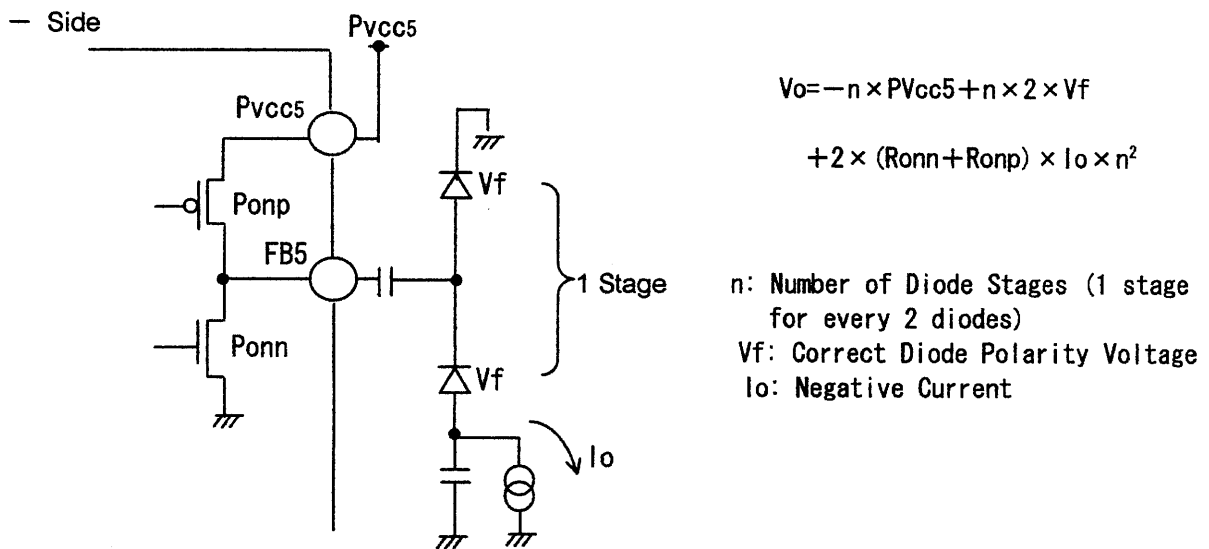 — Side
Pvcc5
Pvcc5
Ponp
FB5
Ponn
Vf
Vf
1 Stage
Io
Vo=−n×PVcc5+n×2×Vf
+2×(Ronn+Ronp)×Io×n²
n: Number of Diode Stages (1 stage
for every 2 diodes)
Vf: Correct Diode Polarity Voltage
Io: Negative Current